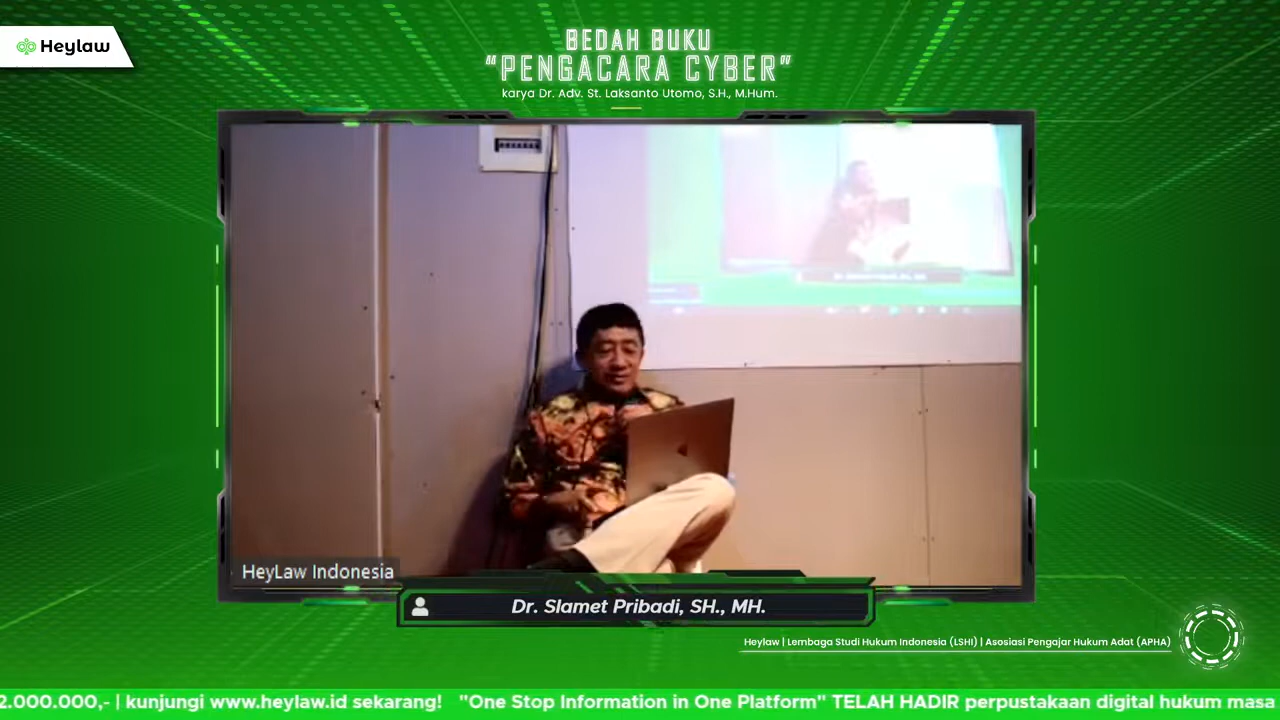 Heylaw
BEDAH BUKU
"PENGACARA CYBER"
karya Dr. Adv. St. Laksanto Utomo, S.H., M.Hum.
HeyLaw Indonesia
Dr. Slamet Pribadi, SH., MH.
Heylaw | Lembaga Studi Hukum Indonesia (LSHI) | Asosiasi Pengajar Hukum Adat (APHA)
2.000.000,- | kunjungi www.heylaw.id sekarang! "One Stop Information in One Platform" TELAH HADIR perpustakaan digital hukum masa